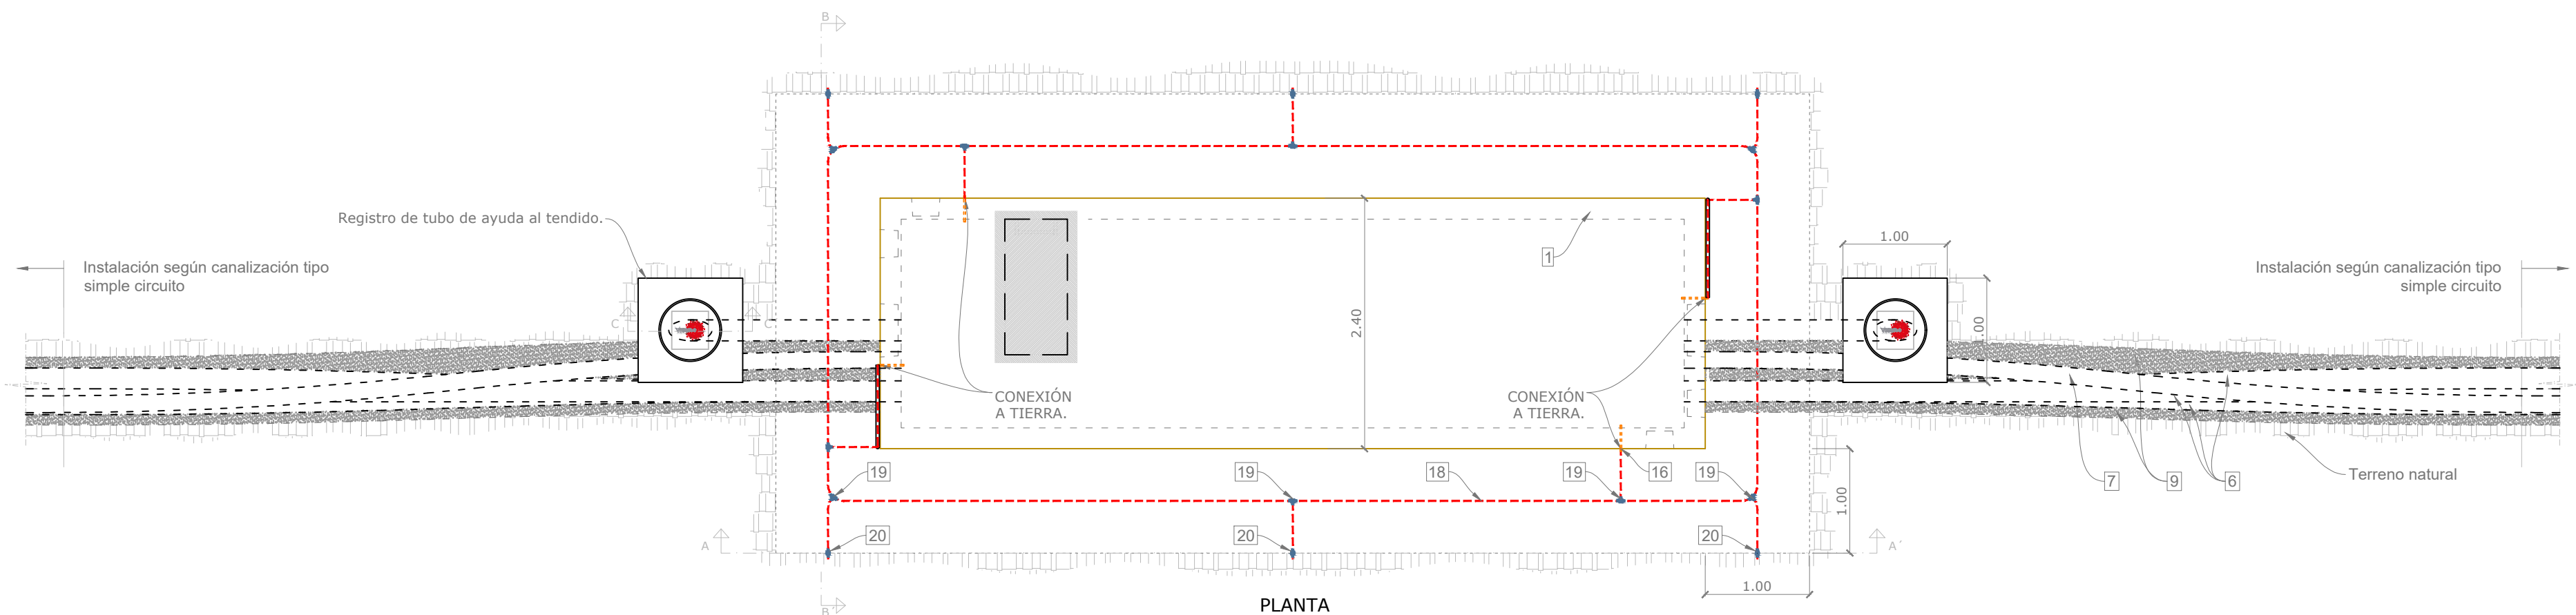 B
Registro de tubo de ayuda al tendido.
Instalación según canalización tipo
simple circuito
C
C'
1
2.40
CONEXIÓN
A TIERRA.
CONEXIÓN
A TIERRA.
1.00
1.00
Instalación según canalización tipo
simple circuito
19
19
18
19
16
19
7
9
6
Terreno natural
1.00
20
20
20
A
A'
1.00
B'
PLANTA